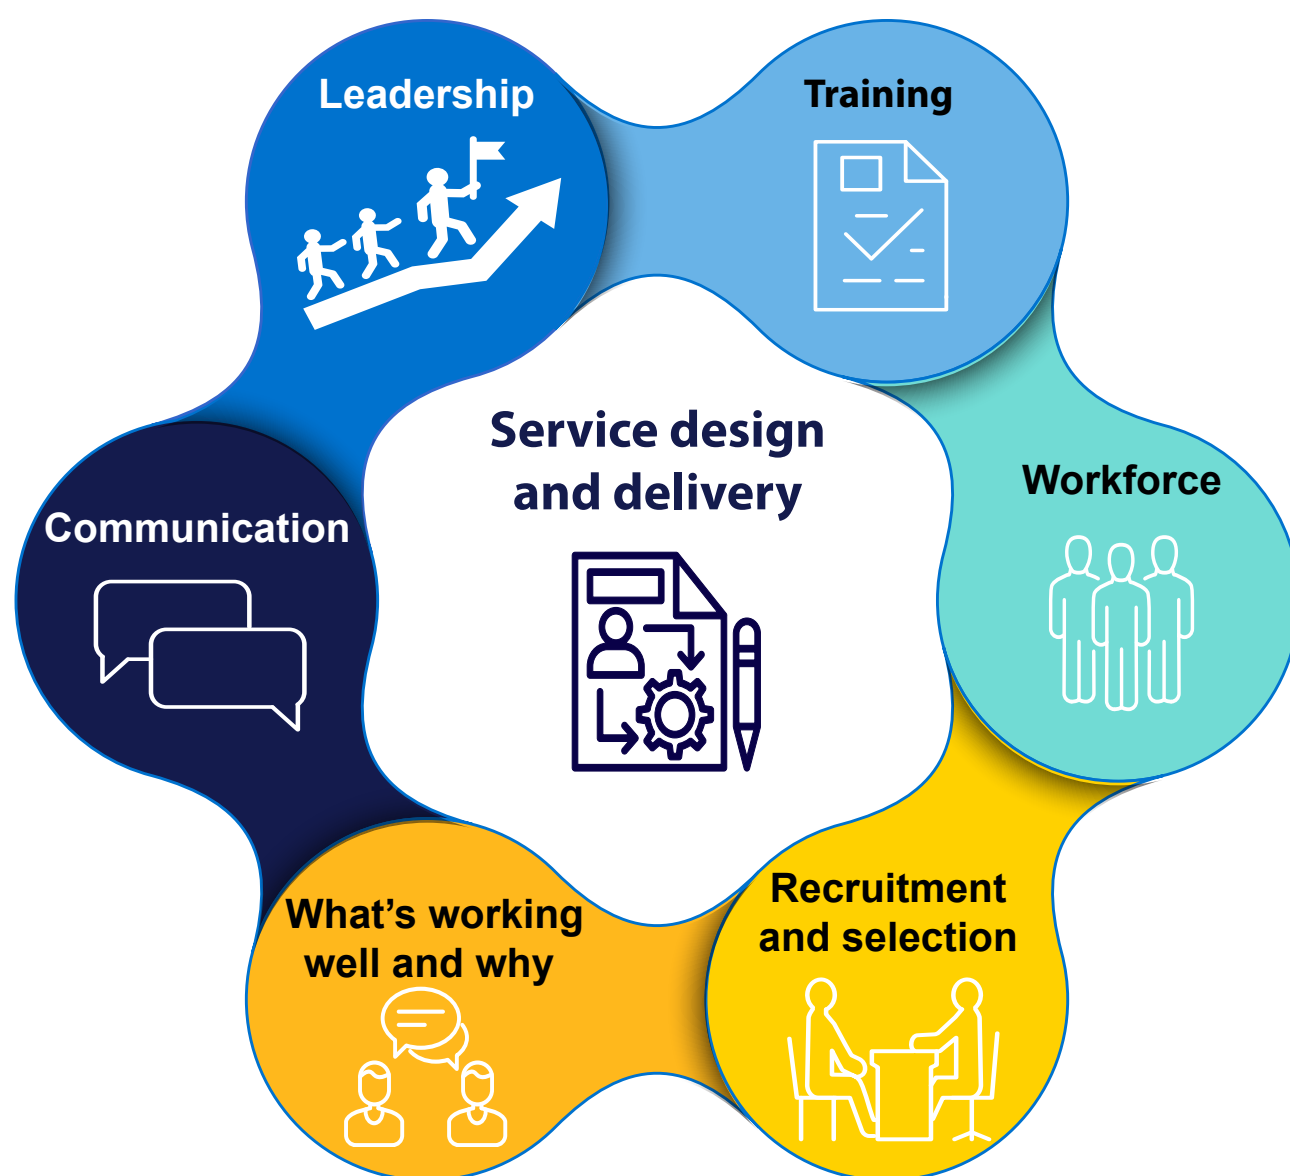 Leadership
Training
Service design
and delivery
Workforce
Communication
Recruitment
and selection
What’s working
well and why